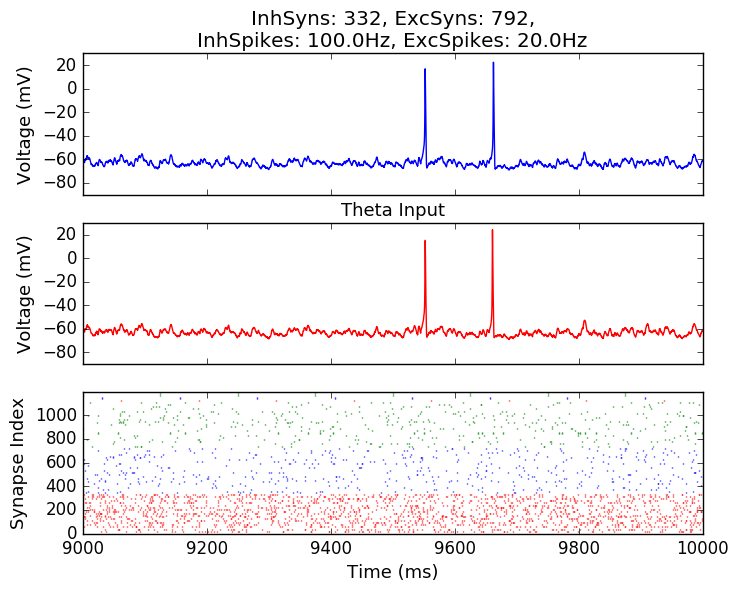 InhSyns: 332, ExcSyns: 792,
InhSpikes: 100.0Hz, ExcSpikes: 20.0Hz
20
0
−20
−40
−60
−80
Voltage (mV)
Theta Input
20
0
−20
−40
−60
−80
Voltage (mV)
1000
800
600
400
200
0
Synapse Index
9000 9200 9400 9600 9800 10000
Time (ms)